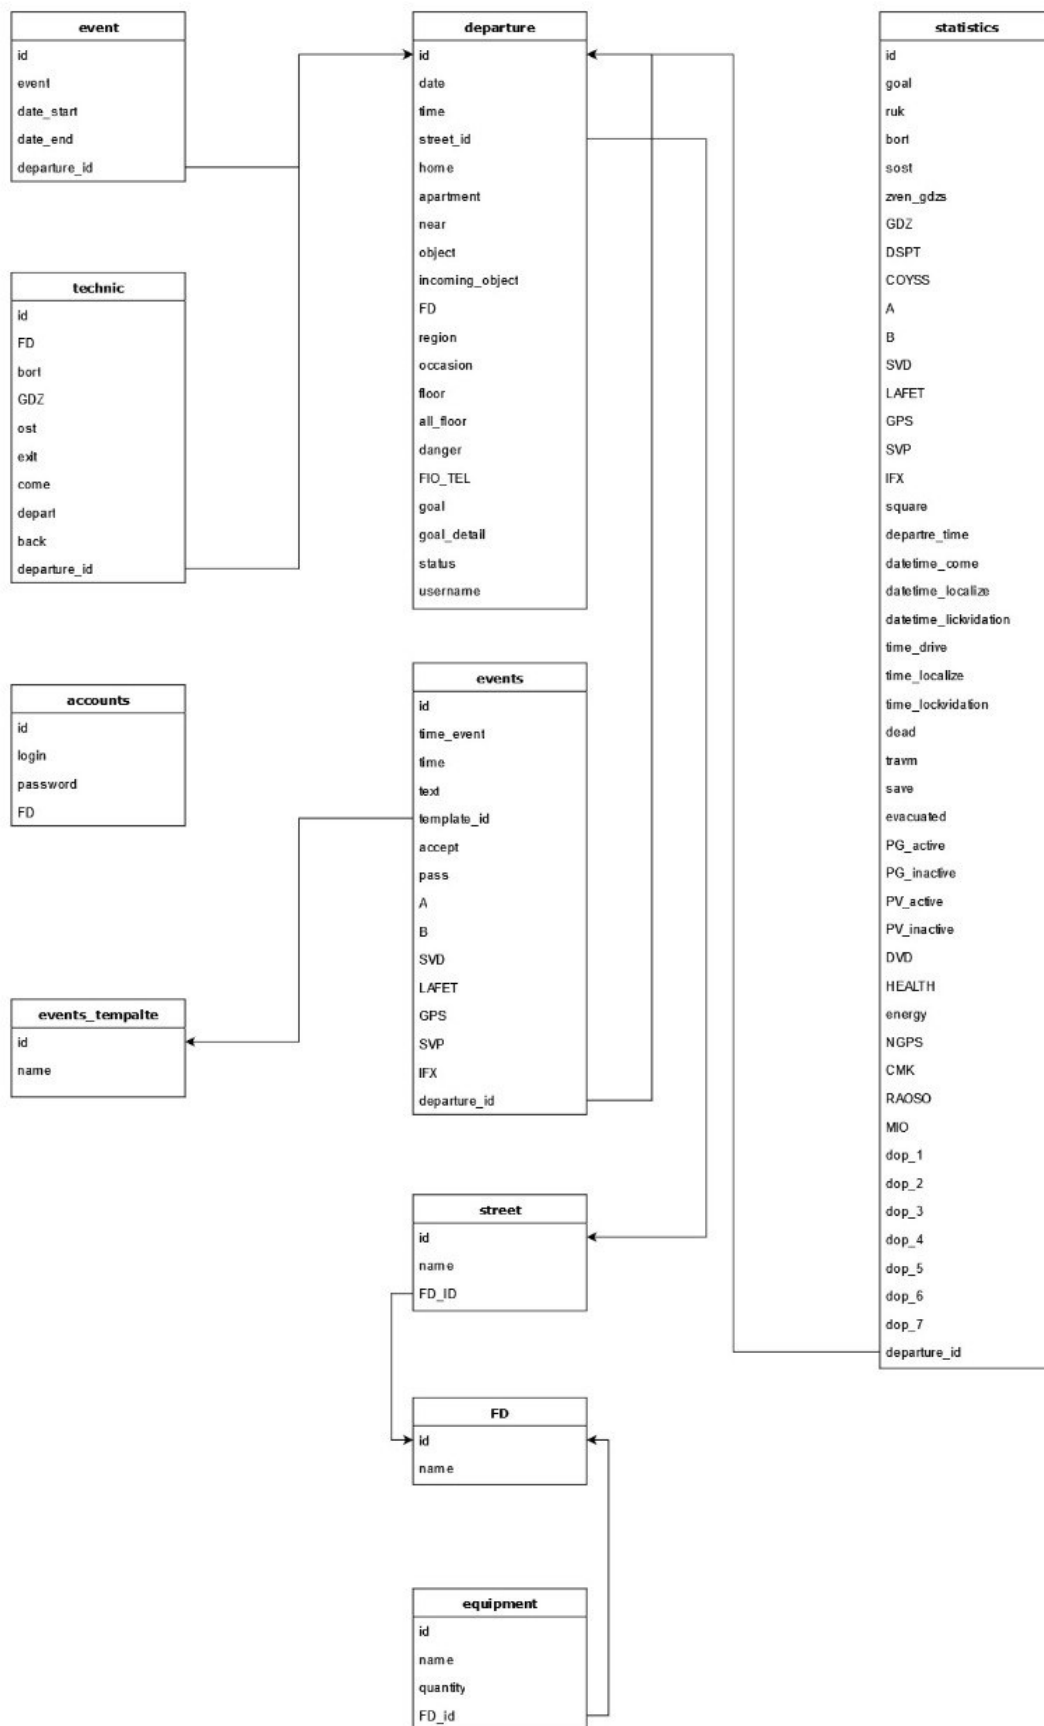 event
id
event
date_start
date_end
departure_id
technic
id
FD
bort
GDZ
ost
exit
come
depart
back
departure_id
accounts
id
login
password
FD
events_tempalte
id
name
departure
id
date
time
street_id
home
apartment
near
object
incoming_object
FD
region
occasion
floor
all_floor
danger
FIO_TEL
goal
goal_detail
status
username
events
id
time_event
time
text
template_id
accept
pass
A
B
SVD
LAFET
GPS
SVP
IFX
departure_id
street
id
name
FD_ID
FD
id
name
equipment
id
name
quantity
FD_id
statistics
id
goal
ruk
bort
sost
zven_gdzs
GDZ
DSPT
COYSS
A
B
SVD
LAFET
GPS
SVP
IFX
square
departre_time
datetime_come
datetime_localize
datetime_lickvidation
time_drive
time_localize
time_lockvidation
dead
travm
save
evacuated
PG_active
PG_inactive
PV_active
PV_inactive
DVD
HEALTH
energy
NGPS
CMK
RAOSO
MIO
dop_1
dop_2
dop_3
dop_4
dop_5
dop_6
dop_7
departure_id